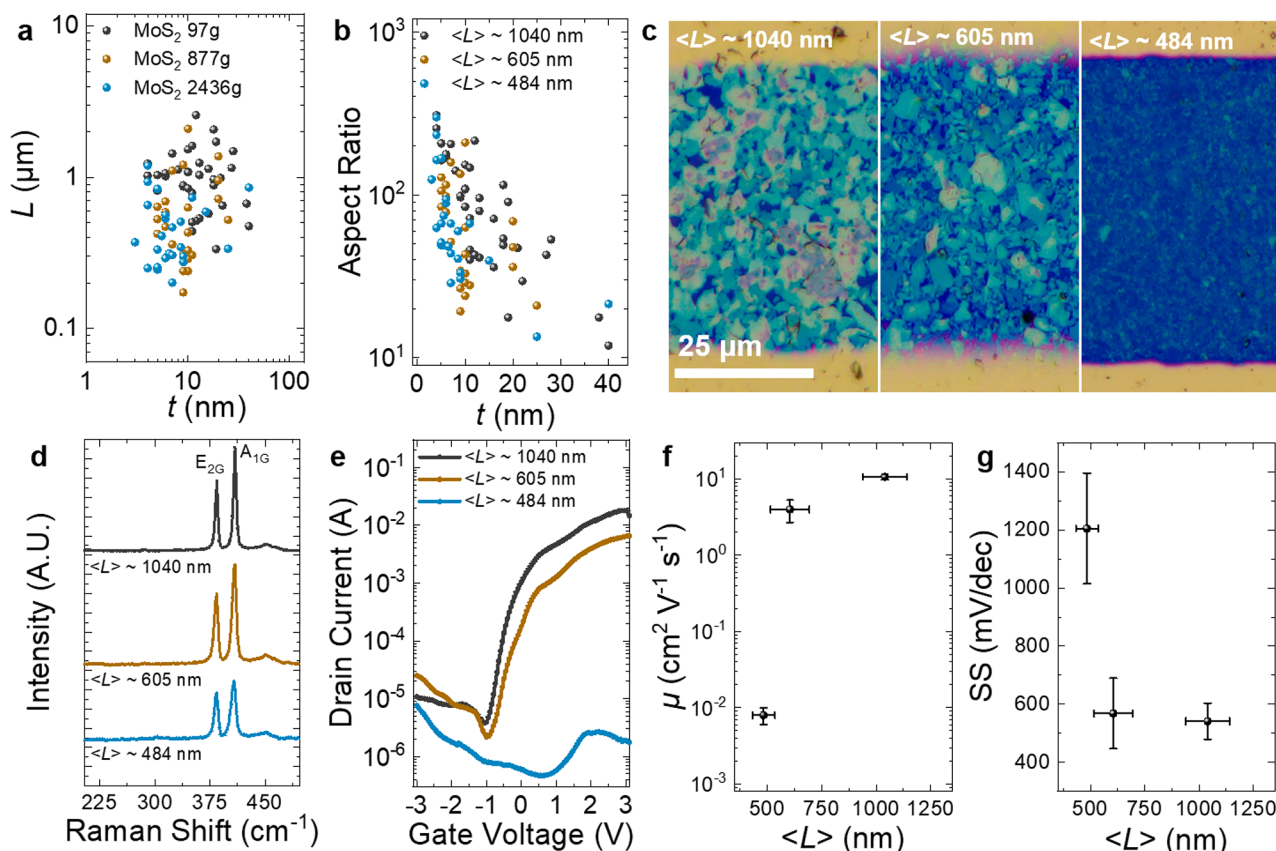 a
MoS2 97g
MoS2 877g
MoS2 2436g
10
1
0.1
L (μm)
1
10
100
t (nm)
b
<L> ~ 1040 nm
<L> ~ 605 nm
<L> ~ 484 nm
10³
10²
10¹
Aspect Ratio
0
10
20
30
40
t (nm)
c
<L> ~ 1040 nm
<L> ~ 605 nm
<L> ~ 484 nm
25 μm
d
E2G
A1G
<L> ~ 1040 nm
<L> ~ 605 nm
<L> ~ 484 nm
Intensity (A.U.)
225
300
375
450
Raman Shift (cm⁻¹)
e
<L> ~ 1040 nm
<L> ~ 605 nm
<L> ~ 484 nm
10⁻¹
10⁻²
10⁻³
10⁻⁴
10⁻⁵
10⁻⁶
Drain Current (A)
-3
-2
-1
0
1
2
3
Gate Voltage (V)
f
10¹
10⁰
10⁻¹
10⁻²
10⁻³
μ (cm² V⁻¹ s⁻¹)
500
750
1000
<L> (nm)
g
1400
1200
1000
800
600
400
SS (mV/dec)
500
750
1000
<L> (nm)